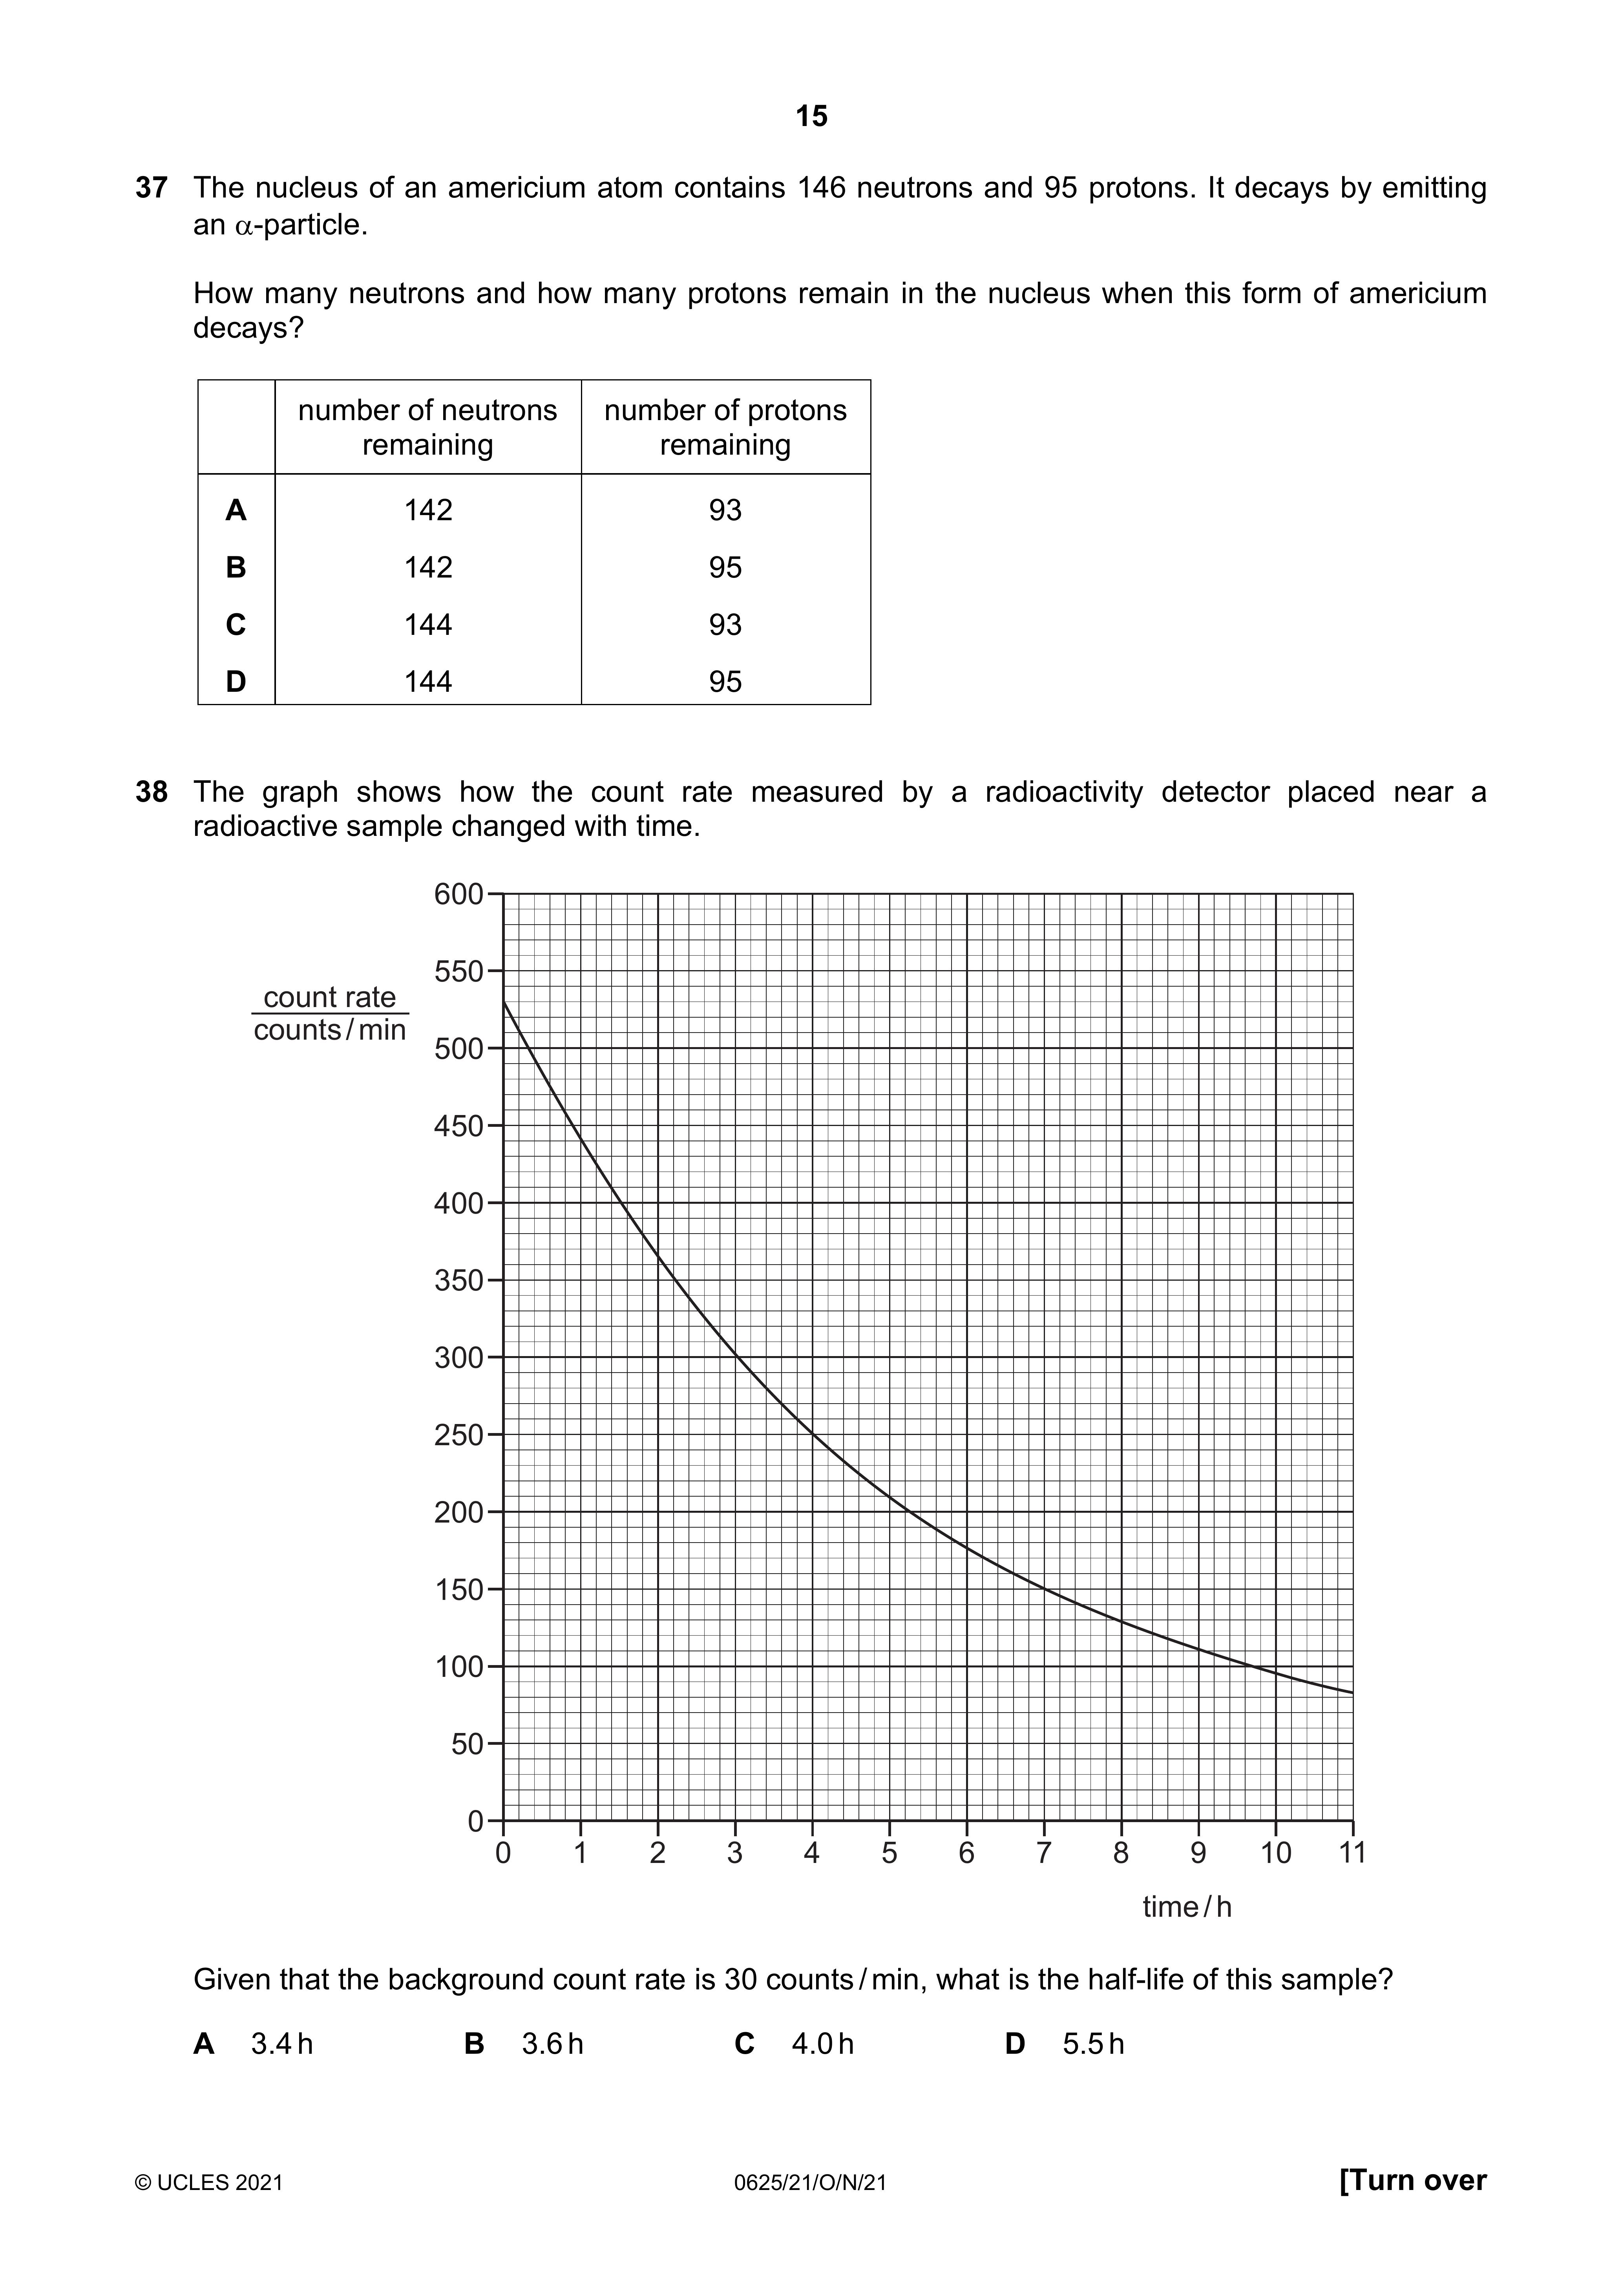 15
37 The nucleus of an americium atom contains 146 neutrons and 95 protons. It decays by emitting
an α-particle.
How many neutrons and how many protons remain in the nucleus when this form of americium
decays?
number of neutrons remaining number of protons remaining
A 142 93
B 142 95
C 144 93
D 144 95
38 The graph shows how the count rate measured by a radioactivity detector placed near a
radioactive sample changed with time.
600
550
count rate
counts / min
500
450
400
350
300
250
200
150
100
50
0
0 1 2 3 4 5 6 7 8 9 10 11
time / h
Given that the background count rate is 30 counts / min, what is the half-life of this sample?
A 3.4 h B 3.6 h C 4.0 h D 5.5 h
© UCLES 2021 0625/21/O/N/21 [Turn over